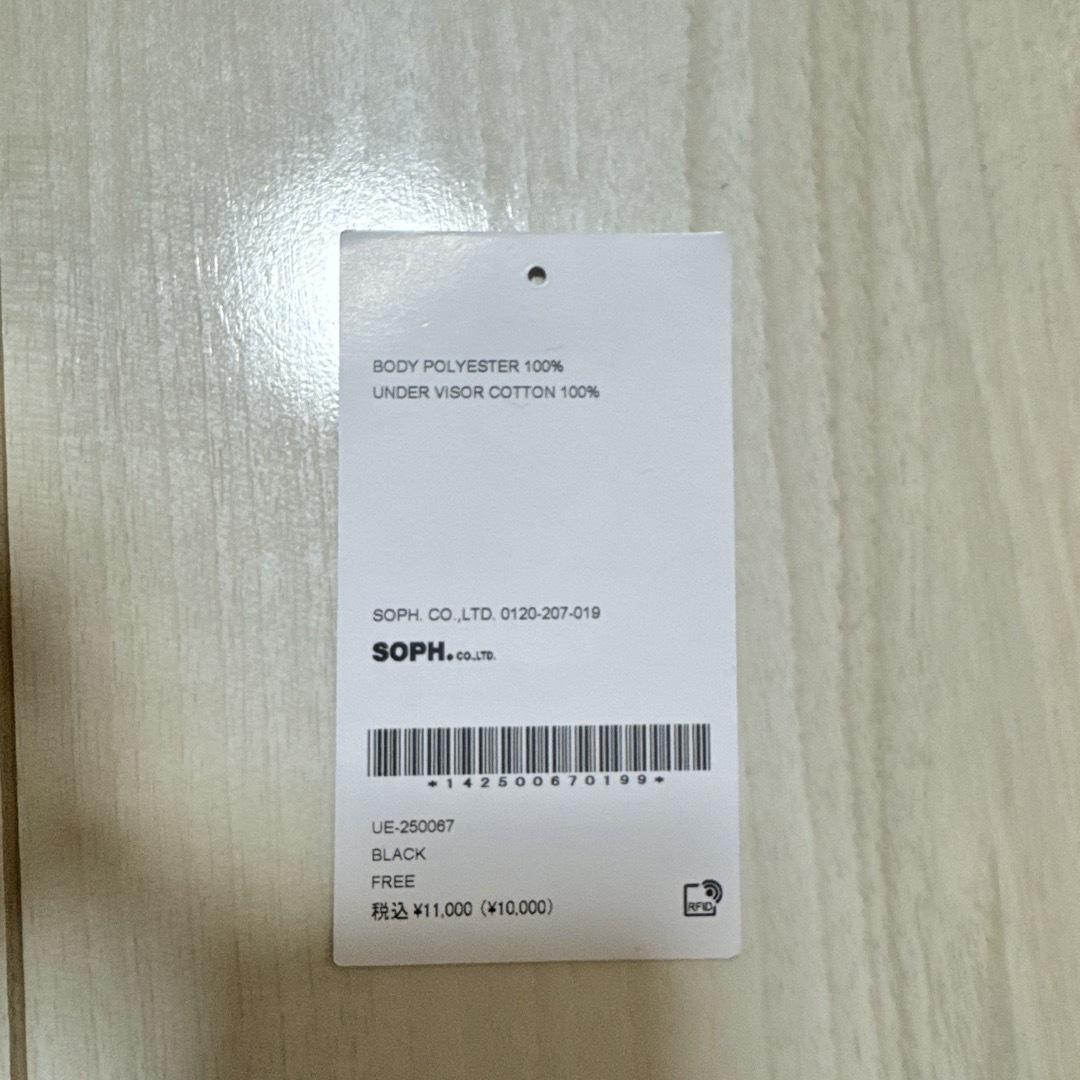 BODY POLYESTER 100%
UNDER VISOR COTTON 100%
SOPH. CO.,LTD. 0120-207-019
SOPH. CO.,LTD.
*142500670199*
UE-250067
BLACK
FREE
税込 ¥11,000 (¥10,000)
RFID